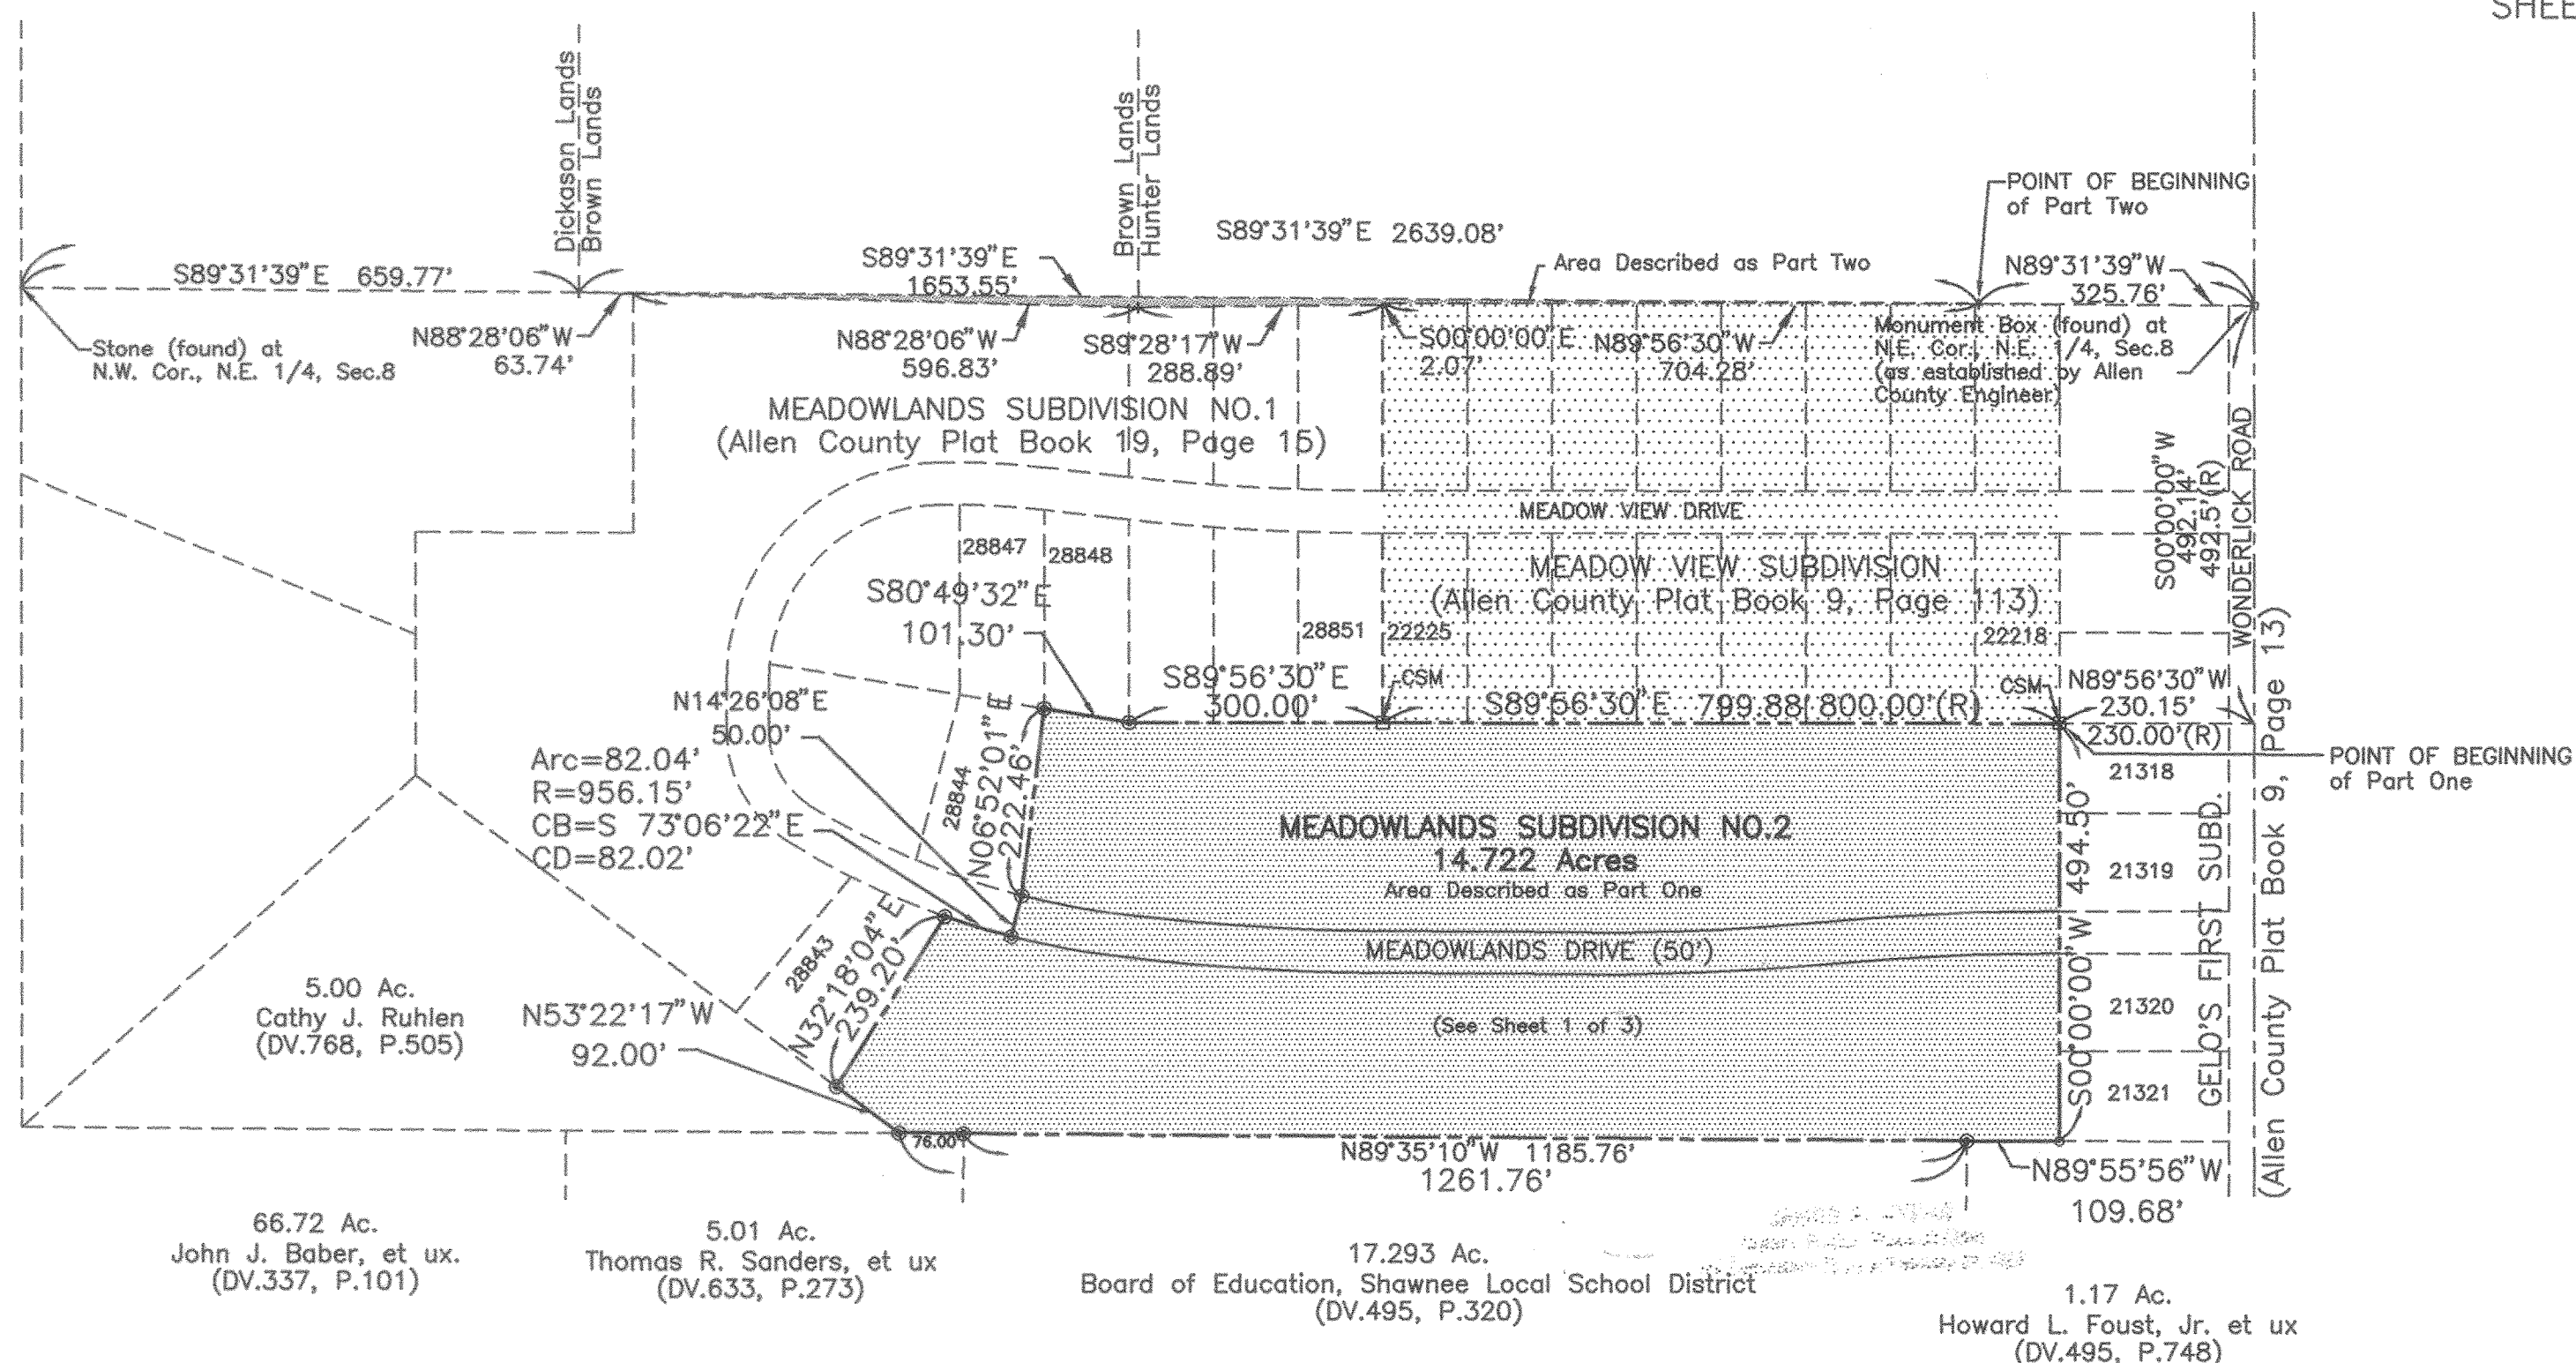 SHEE
Dickason Lands
Brown Lands
Brown Lands
Hunter Lands
POINT OF BEGINNING
of Part Two
S89°31'39"E 2639.08'
S89°31'39"E 659.77'
S89°31'39"E
1653.55'
Area Described as Part Two
N89°31'39"W
325.76'
Stone (found) at
N.W. Cor., N.E. 1/4, Sec.8
N88°28'06"W
63.74'
N88°28'06"W
596.83'
S89°28'17"W
288.89'
S00°00'00"E
2.07'
N89°56'30"W
704.28'
Monument Box (found) at
N.E. Cor., N.E. 1/4, Sec.8
(as established by Allen
County Engineer)
MEADOWLANDS SUBDIVISION NO.1
(Allen County Plat Book 19, Page 15)
MEADOW VIEW DRIVE
S00°00'00"W
492.14'
492.5'(R)
WONDERLICK ROAD
28847
28848
MEADOW VIEW SUBDIVISION
(Allen County Plat Book 9, Page 113)
S80°49'32"E
101.30'
28851
22225
22218
S89°56'30"E
300.00'
CSM
S89°56'30"E 799.88' 800.00'(R)
CSM
N89°56'30"W
230.15'
230.00'(R)
POINT OF BEGINNING
of Part One
N14°26'08"E
50.00'
Arc=82.04'
R=956.15'
CB=S 73°06'22"E
CD=82.02'
28844
N06°52'01"E
222.46'
MEADOWLANDS SUBDIVISION NO.2
14.722 Acres
Area Described as Part One
21318
21319
21320
21321
S00°00'00"W 494.50'
GELO'S FIRST SUBD.
(Allen County Plat Book 9, Page 13)
MEADOWLANDS DRIVE (50')
28843
N32°18'04"E
239.20'
(See Sheet 1 of 3)
5.00 Ac.
Cathy J. Ruhlen
(DV.768, P.505)
N53°22'17"W
92.00'
76.00'
N89°35'10"W 1185.76'
1261.76'
N89°55'56"W
109.68'
66.72 Ac.
John J. Baber, et ux.
(DV.337, P.101)
5.01 Ac.
Thomas R. Sanders, et ux
(DV.633, P.273)
17.293 Ac.
Board of Education, Shawnee Local School District
(DV.495, P.320)
1.17 Ac.
Howard L. Foust, Jr. et ux
(DV.495, P.748)